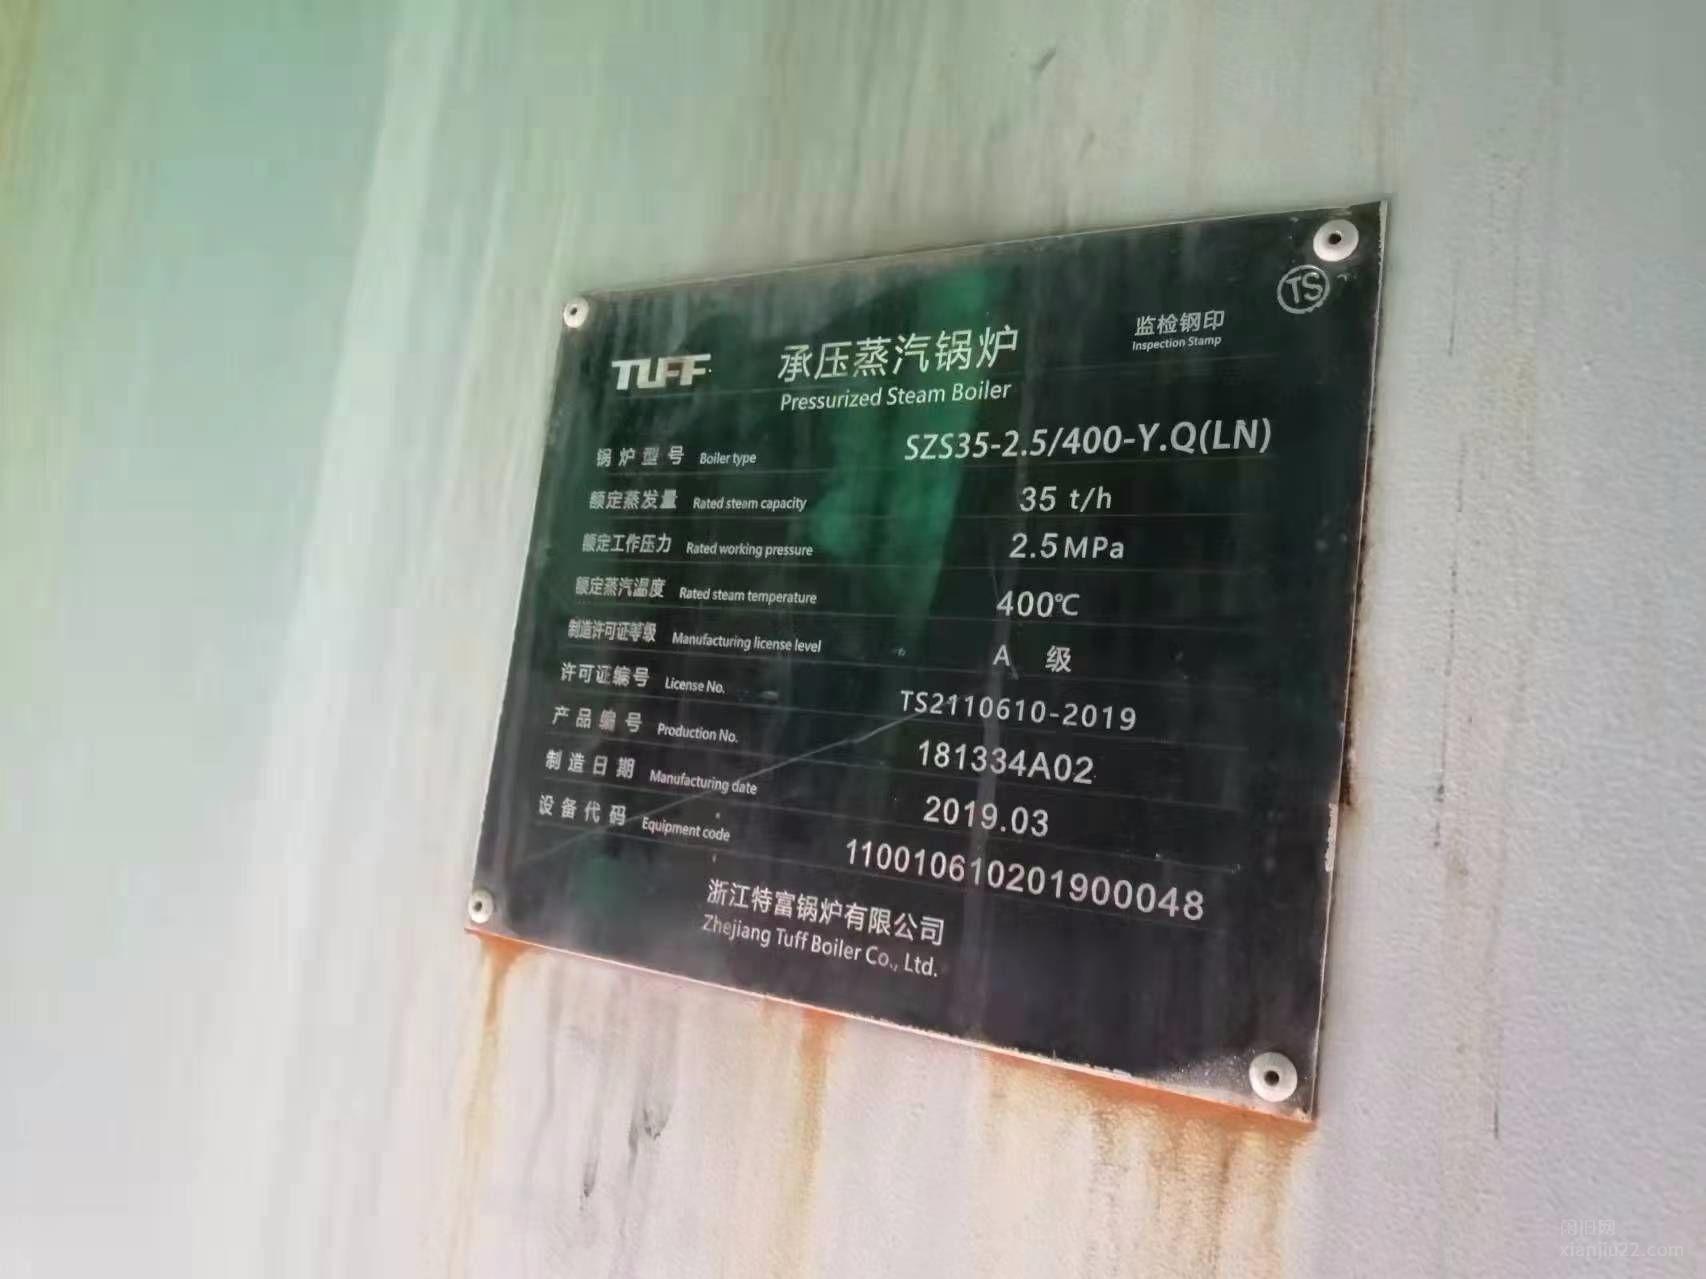 TS
监检钢印
Inspection Stamp
TUFF
承压蒸汽锅炉
Pressurized Steam Boiler
锅炉型号 Boiler type SZS35-2.5/400-Y.Q(LN)
额定蒸发量 Rated steam capacity 35 t/h
额定工作压力 Rated working pressure 2.5MPa
额定蒸汽温度 Rated steam temperature 400℃
制造许可证等级 Manufacturing license level A 级
许可证编号 License No. TS2110610-2019
产品编号 Production No. 181334A02
制造日期 Manufacturing date 2019.03
设备代码 Equipment code 11001061020190048
浙江特富锅炉有限公司
Zhejiang Tuff Boiler Co., Ltd.
闲旧网
xianjiu22.com